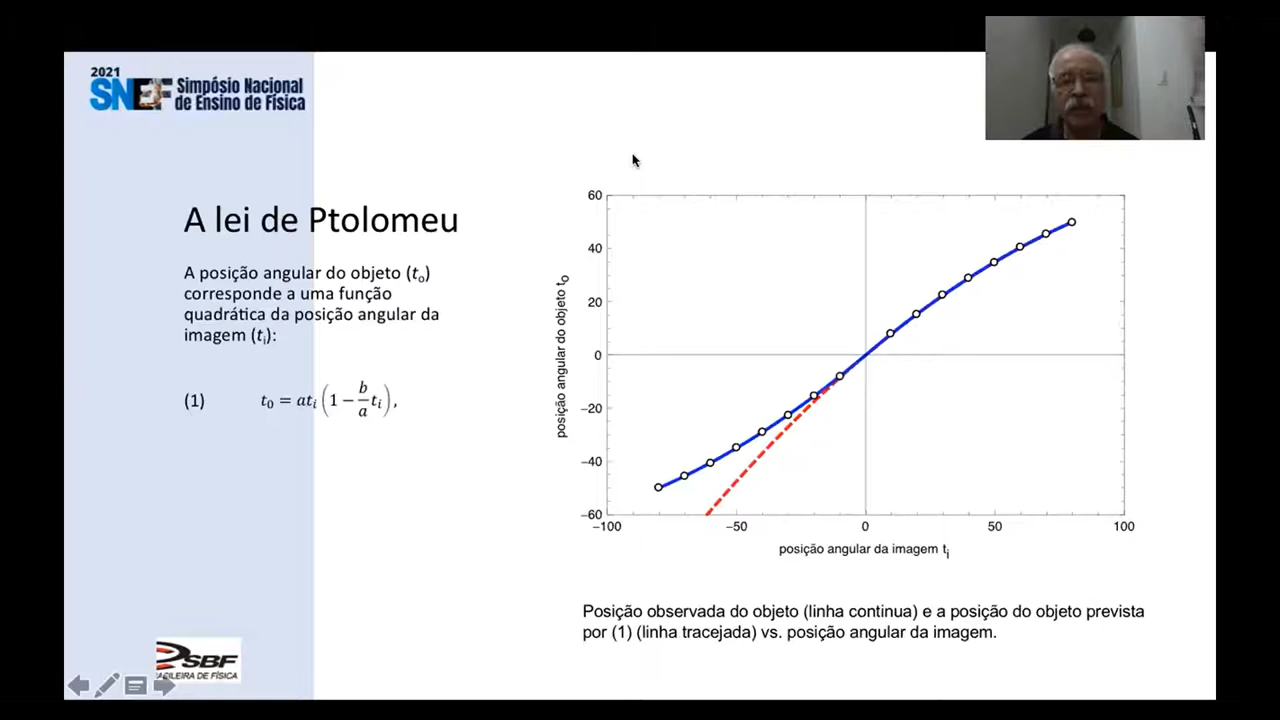 2021
SNEF Simpósio Nacional
de Ensino de Física
A lei de Ptolomeu
A posição angular do objeto (tₒ)
corresponde a uma função
quadrática da posição angular da
imagem (tᵢ):
(1) t₀ = atᵢ (1 − b/a tᵢ),
60
40
20
0
−20
−40
−60
−100 −50 0 50 100
posição angular do objeto tₒ
posição angular da imagem tᵢ
Posição observada do objeto (linha continua) e a posição do objeto prevista
por (1) (linha tracejada) vs. posição angular da imagem.
SBF
ASILEIRA DE FÍSICA